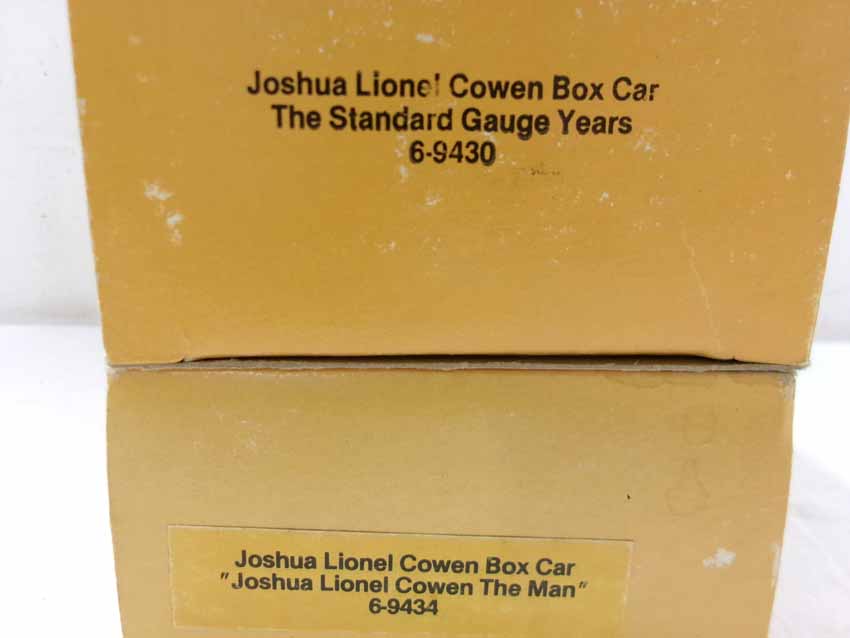 Joshua Lionel Cowen Box Car
The Standard Gauge Years
6-9430
Joshua Lionel Cowen Box Car
"Joshua Lionel Cowen The Man"
6-9434